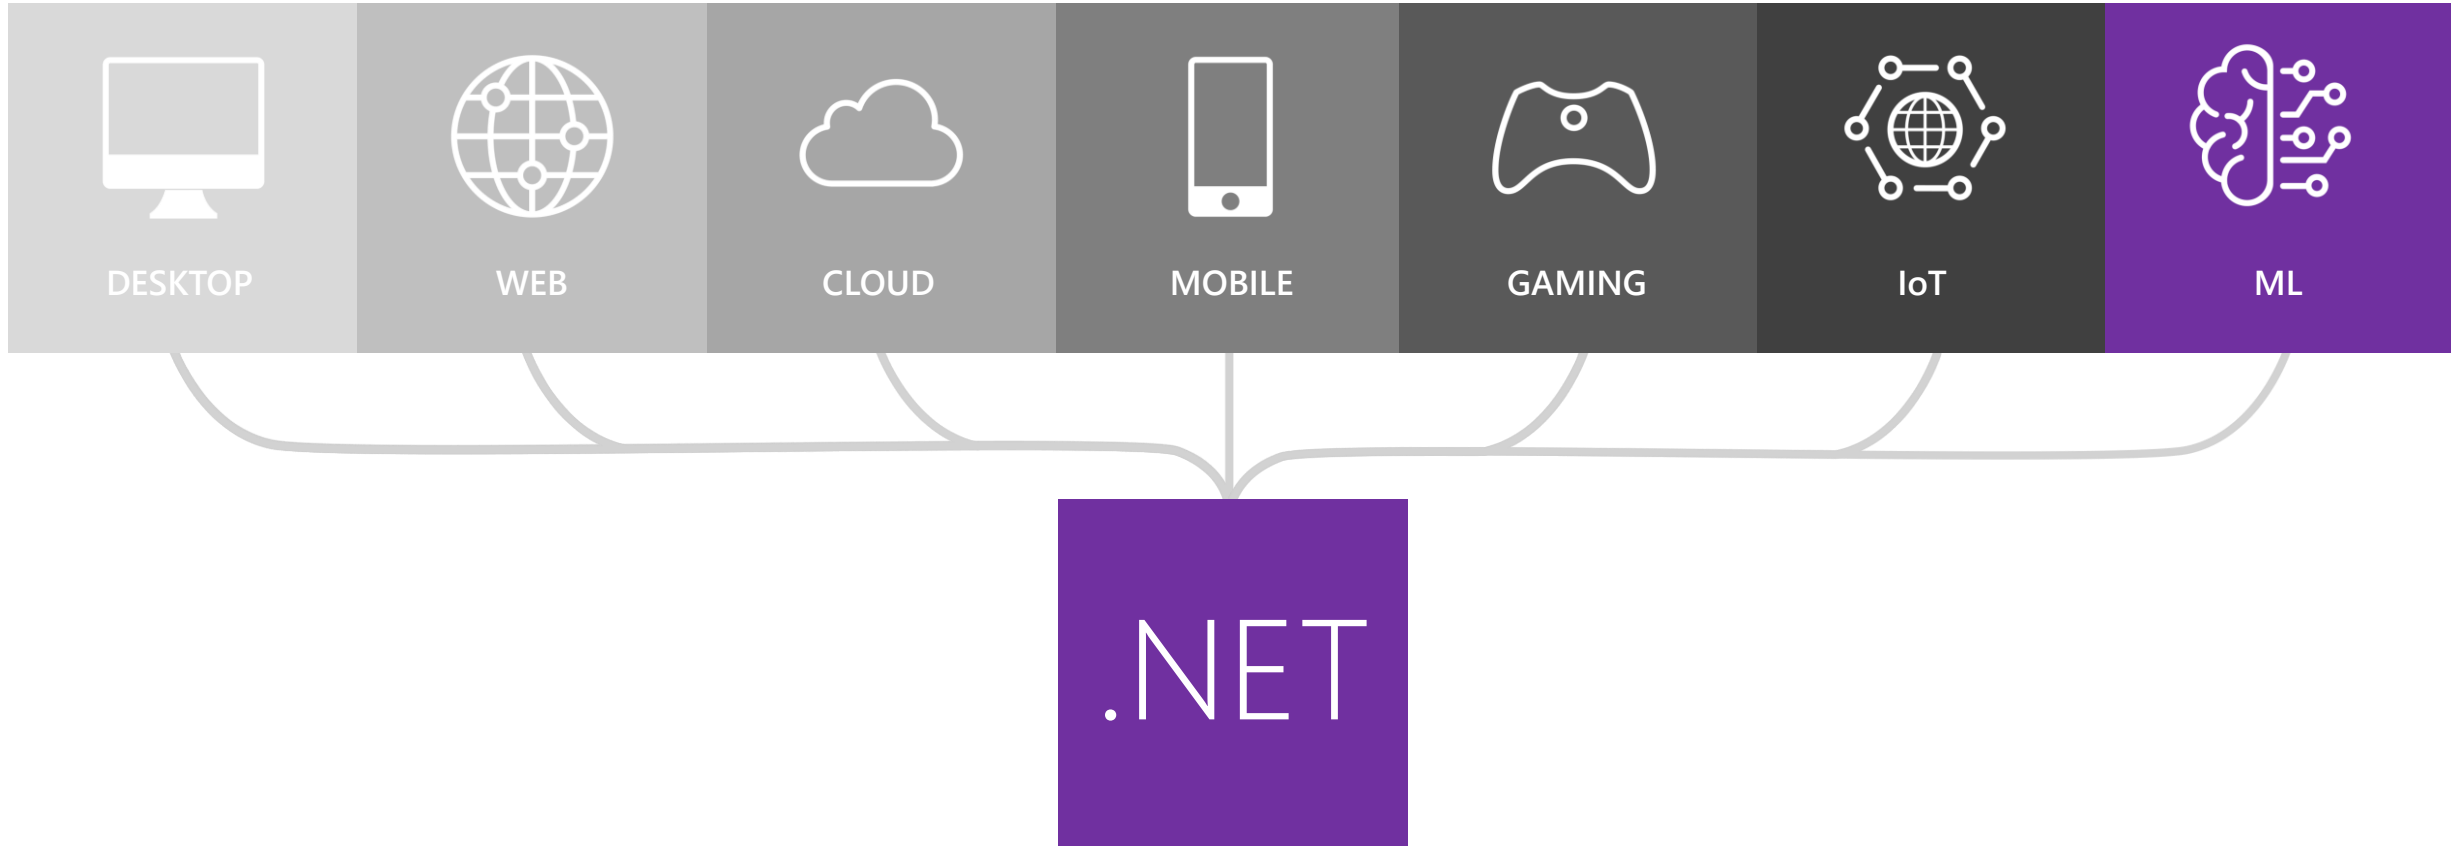 DESKTOP
WEB
CLOUD
MOBILE
GAMING
IoT
ML
.NET